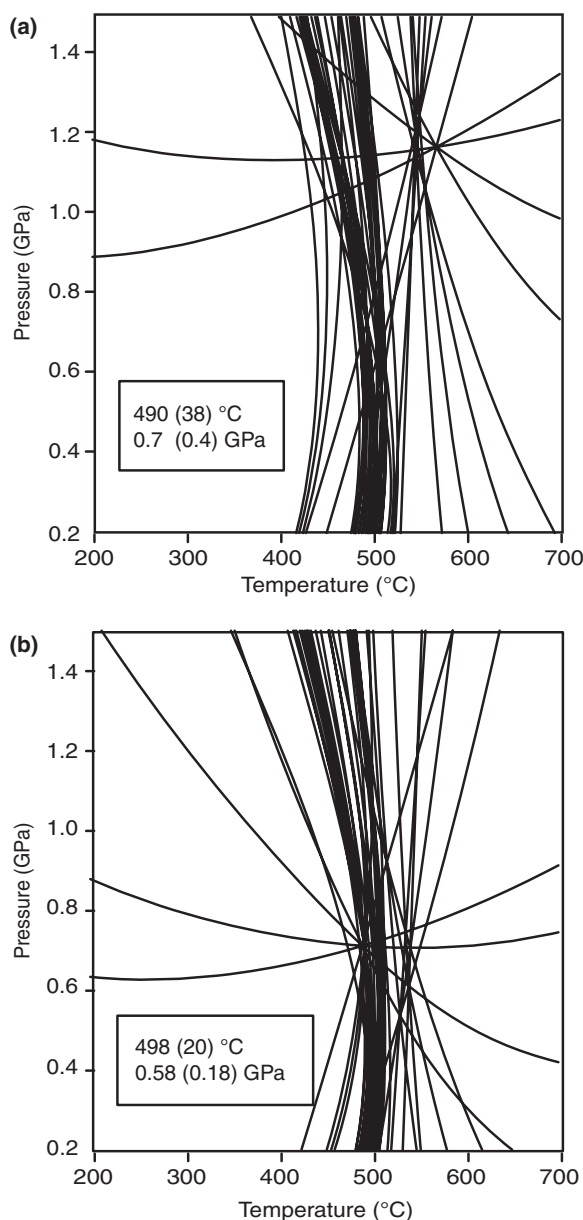 (a)
1.4
1.2
1.0
0.8
0.6
0.4
0.2
Pressure (GPa)
490 (38) °C
0.7 (0.4) GPa
200 300 400 500 600 700
Temperature (°C)
(b)
1.4
1.2
1.0
0.8
0.6
0.4
0.2
Pressure (GPa)
498 (20) °C
0.58 (0.18) GPa
200 300 400 500 600 700
Temperature (°C)